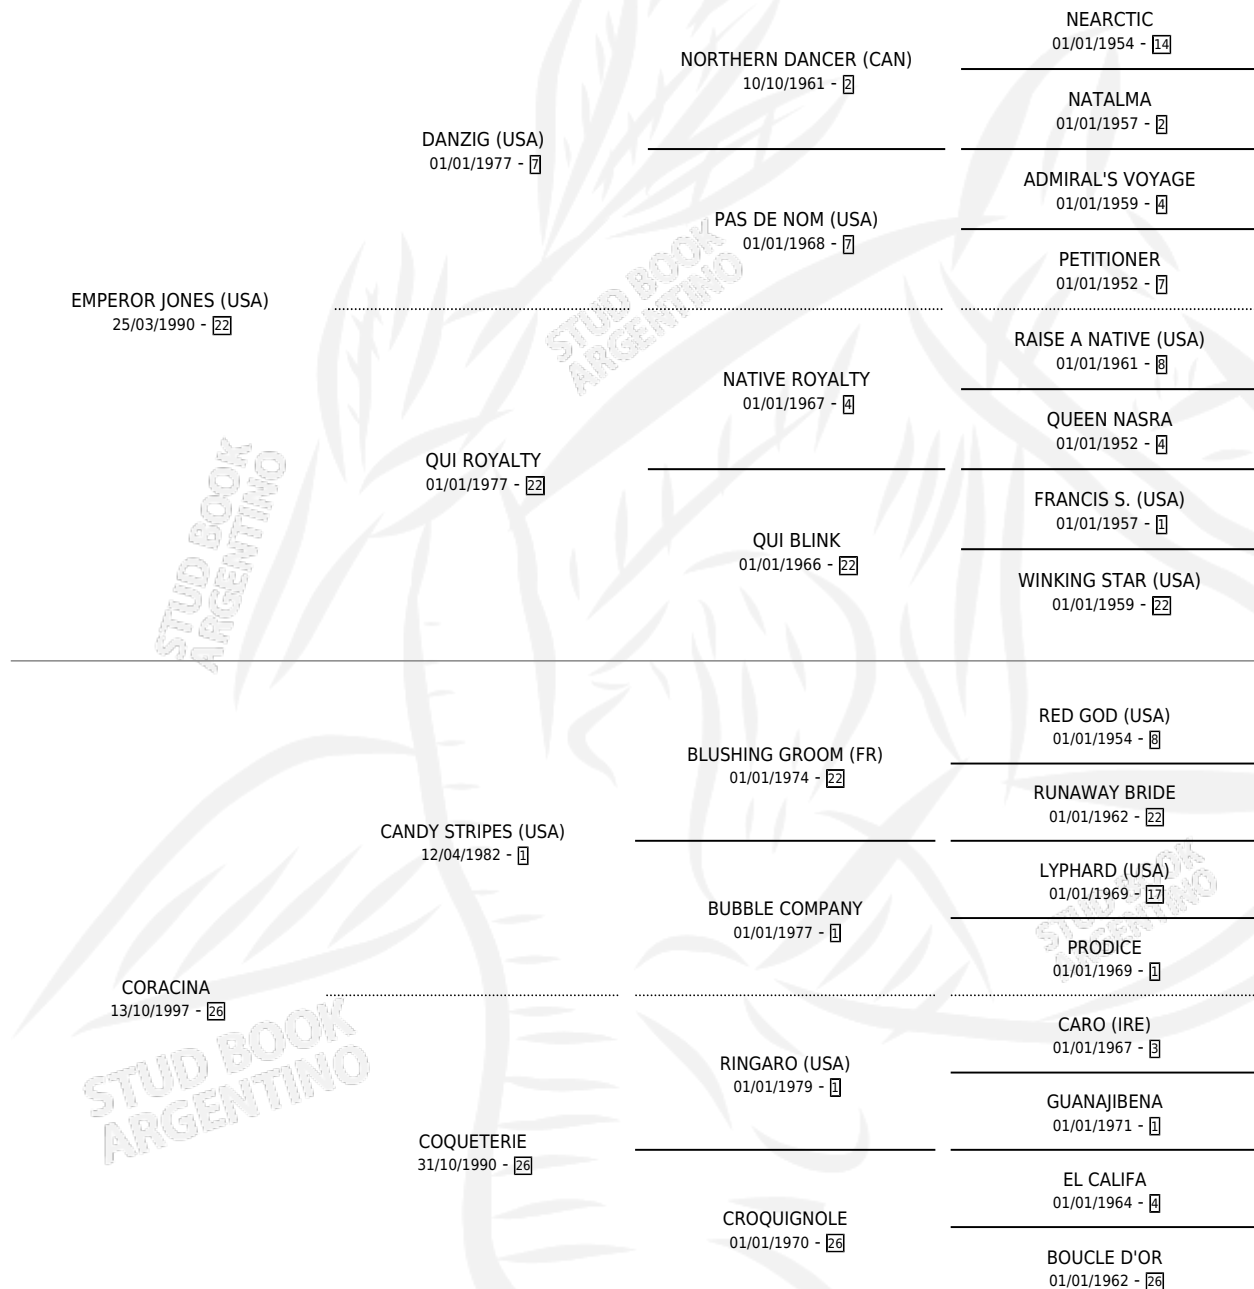 NEARCTIC
01/01/1954 - 14
NORTHERN DANCER (CAN)
10/10/1961 - 2
NATALMA
01/01/1957 - 2
DANZIG (USA)
01/01/1977 - 7
ADMIRAL'S VOYAGE
01/01/1959 - 4
PAS DE NOM (USA)
01/01/1968 - 7
PETITIONER
01/01/1952 - 7
EMPEROR JONES (USA)
25/03/1990 - 22
STUD BOOK
ARGENTINO
RAISE A NATIVE (USA)
01/01/1961 - 8
NATIVE ROYALTY
01/01/1967 - 4
QUEEN NASRA
01/01/1952 - 4
QUI ROYALTY
01/01/1977 - 22
FRANCIS S. (USA)
01/01/1957 - 1
QUI BLINK
01/01/1966 - 22
WINKING STAR (USA)
01/01/1959 - 22
STUD BOOK
ARGENTINO
RED GOD (USA)
01/01/1954 - 8
BLUSHING GROOM (FR)
01/01/1974 - 22
RUNAWAY BRIDE
01/01/1962 - 22
CANDY STRIPES (USA)
12/04/1982 - 1
LYPHARD (USA)
01/01/1969 - 17
BUBBLE COMPANY
01/01/1977 - 1
STUD BOOK
ARGENTINO
PRODICE
01/01/1969 - 1
CORACINA
13/10/1997 - 26
CARO (IRE)
01/01/1967 - 3
RINGARO (USA)
01/01/1979 - 1
STUD BOOK
ARGENTINO
GUANAJIBENA
01/01/1971 - 1
COQUETERIE
31/10/1990 - 26
EL CALIFA
01/01/1964 - 4
CROQUIGNOLE
01/01/1970 - 26
BOUCLE D'OR
01/01/1962 - 26